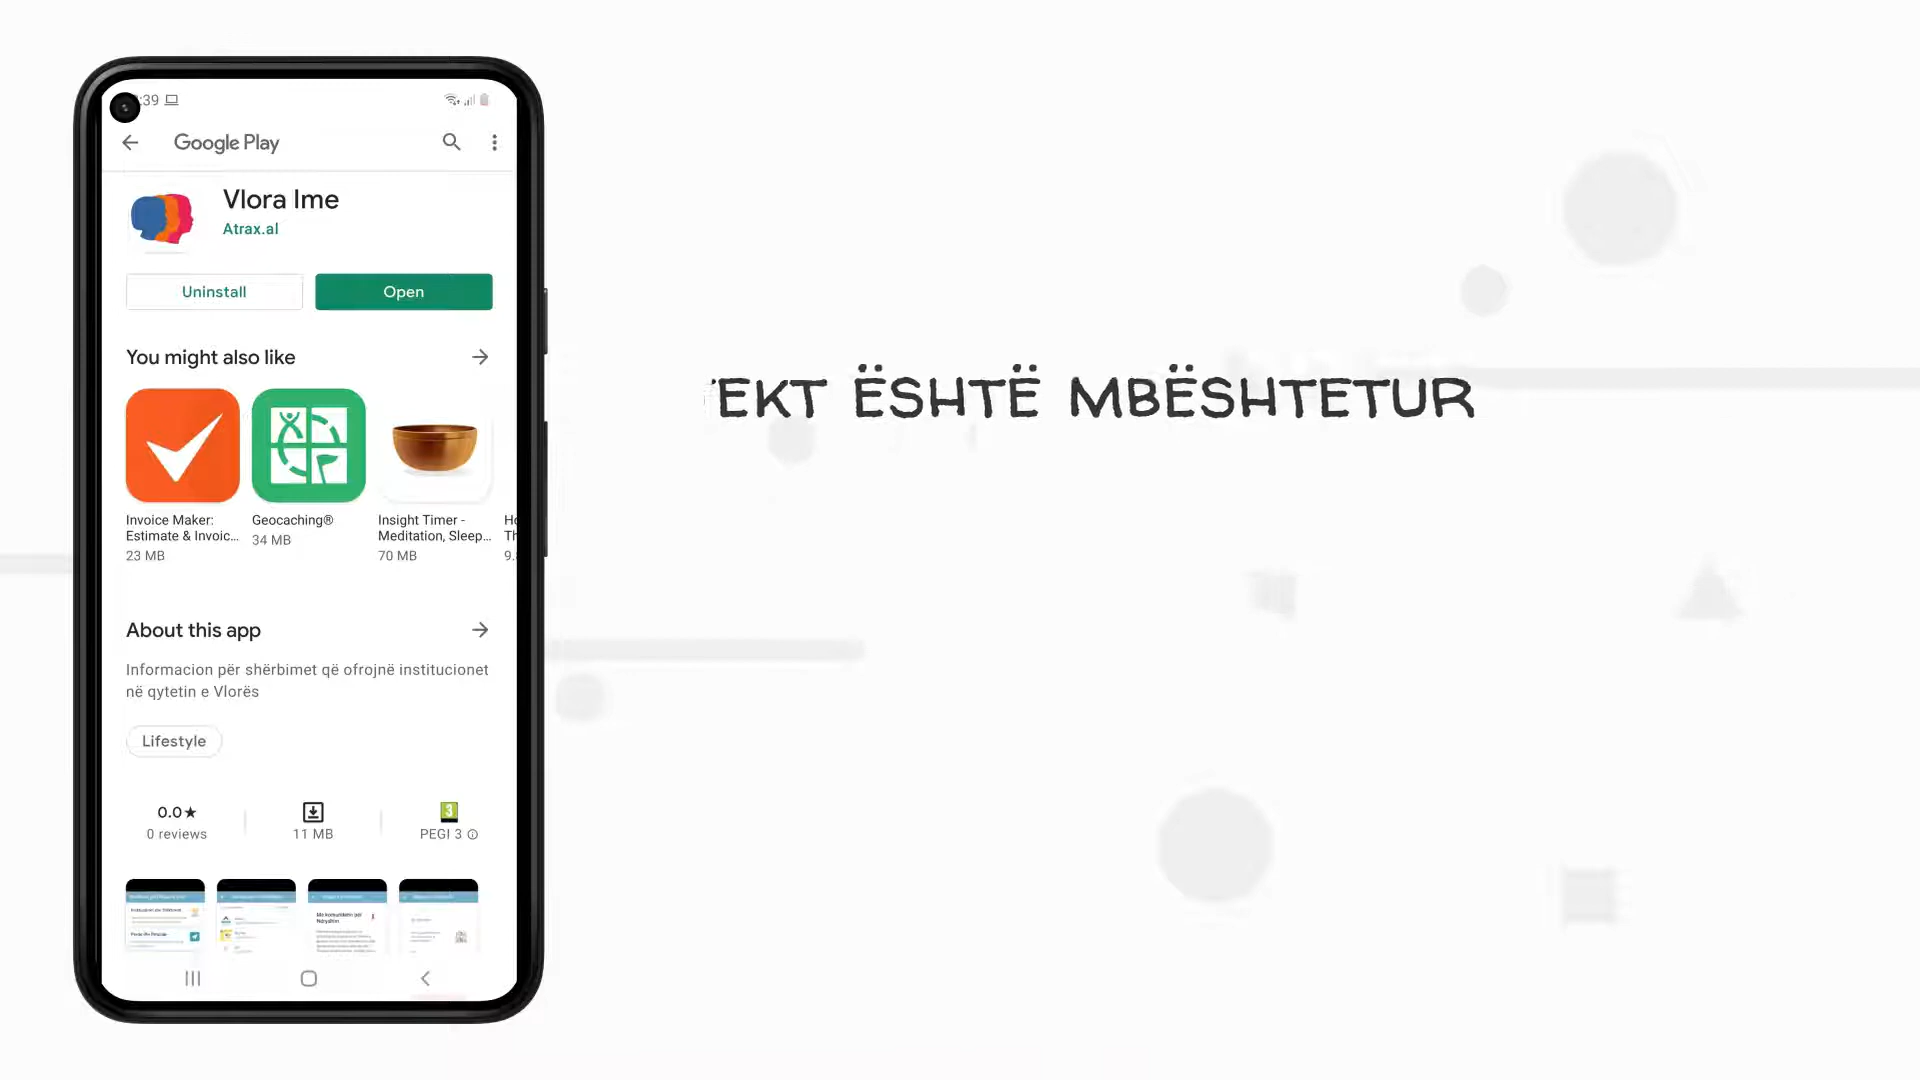 :39
Google Play
Vlora Ime
Atrax.al
Uninstall
Open
You might also like
Invoice Maker:
Estimate & Invoic...
23 MB
Geocaching®
34 MB
Insight Timer -
Meditation, Sleep...
70 MB
About this app
Informacion për shërbimet që ofrojnë institucionet
në qytetin e Vlorës
Lifestyle
0.0★
0 reviews
11 MB
3
PEGI 3
EKT ËSHTË MBËSHTETUR